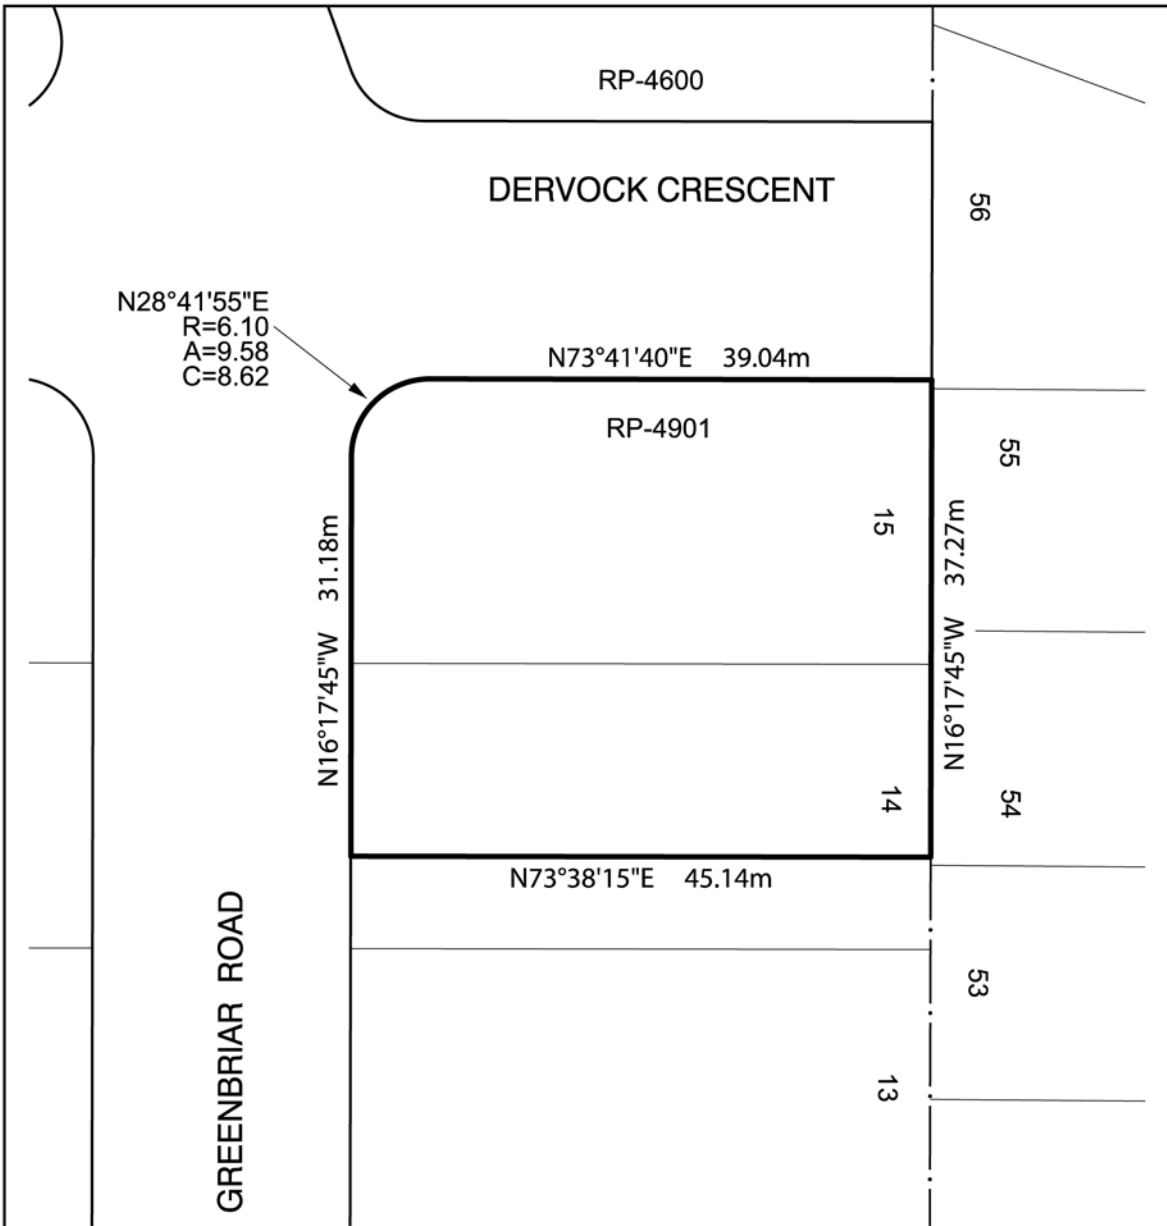 RP-4600
DERVOCK CRESCENT
56
N28°41'55"E
R=6.10
A=9.58
C=8.62
N73°41'40"E 39.04m
RP-4901
55
15
N16°17'45"W 31.18m
N16°17'45"W 37.27m
14
54
N73°38'15"E 45.14m
GREENBRIAR ROAD
53
13